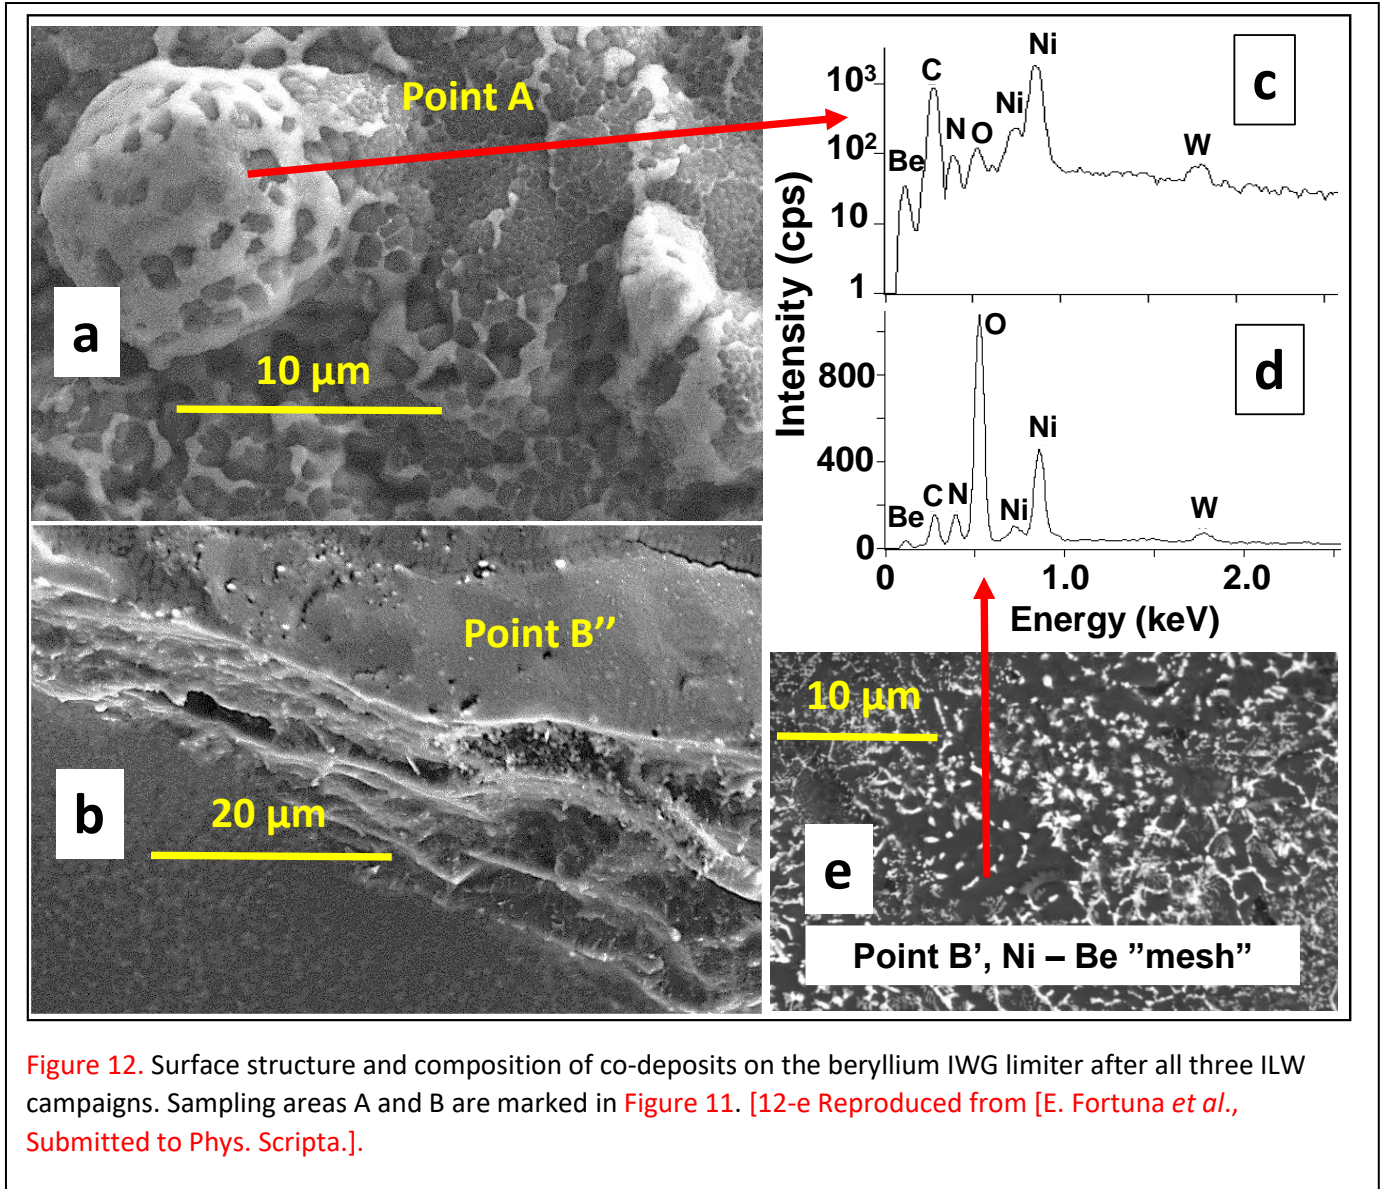 Point A
a
10 µm
Point B’’
b
20 µm
c
Intensity (cps)
10³
10²
10
1
Be
C
N
O
Ni
Ni
W
d
800
400
0
Be
C
N
O
Ni
Ni
W
0
1.0
2.0
Energy (keV)
10 µm
e
Point B’, Ni – Be ”mesh”
Figure 12. Surface structure and composition of co-deposits on the beryllium IWG limiter after all three ILW
campaigns. Sampling areas A and B are marked in Figure 11. [12-e Reproduced from [E. Fortuna et al.,
Submitted to Phys. Scripta.].